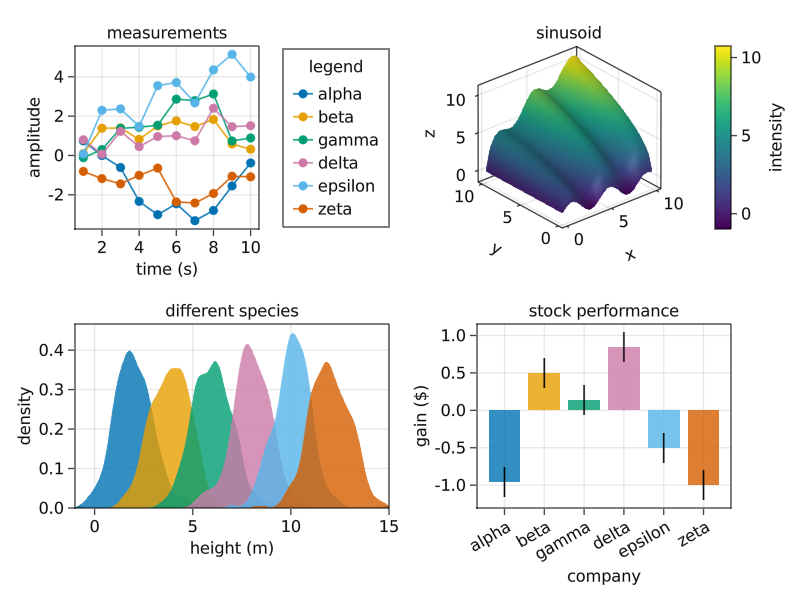 measurements
4
2
0
-2
amplitude
2
4
6
8
10
time (s)
legend
alpha
beta
gamma
delta
epsilon
zeta
sinusoid
10
5
0
z
10
5
0
y
0
5
10
x
10
5
0
intensity
different species
0.4
0.3
0.2
0.1
0.0
density
0
5
10
15
height (m)
stock performance
1.0
0.5
0.0
-0.5
-1.0
gain ($)
alpha
beta
gamma
delta
epsilon
zeta
company